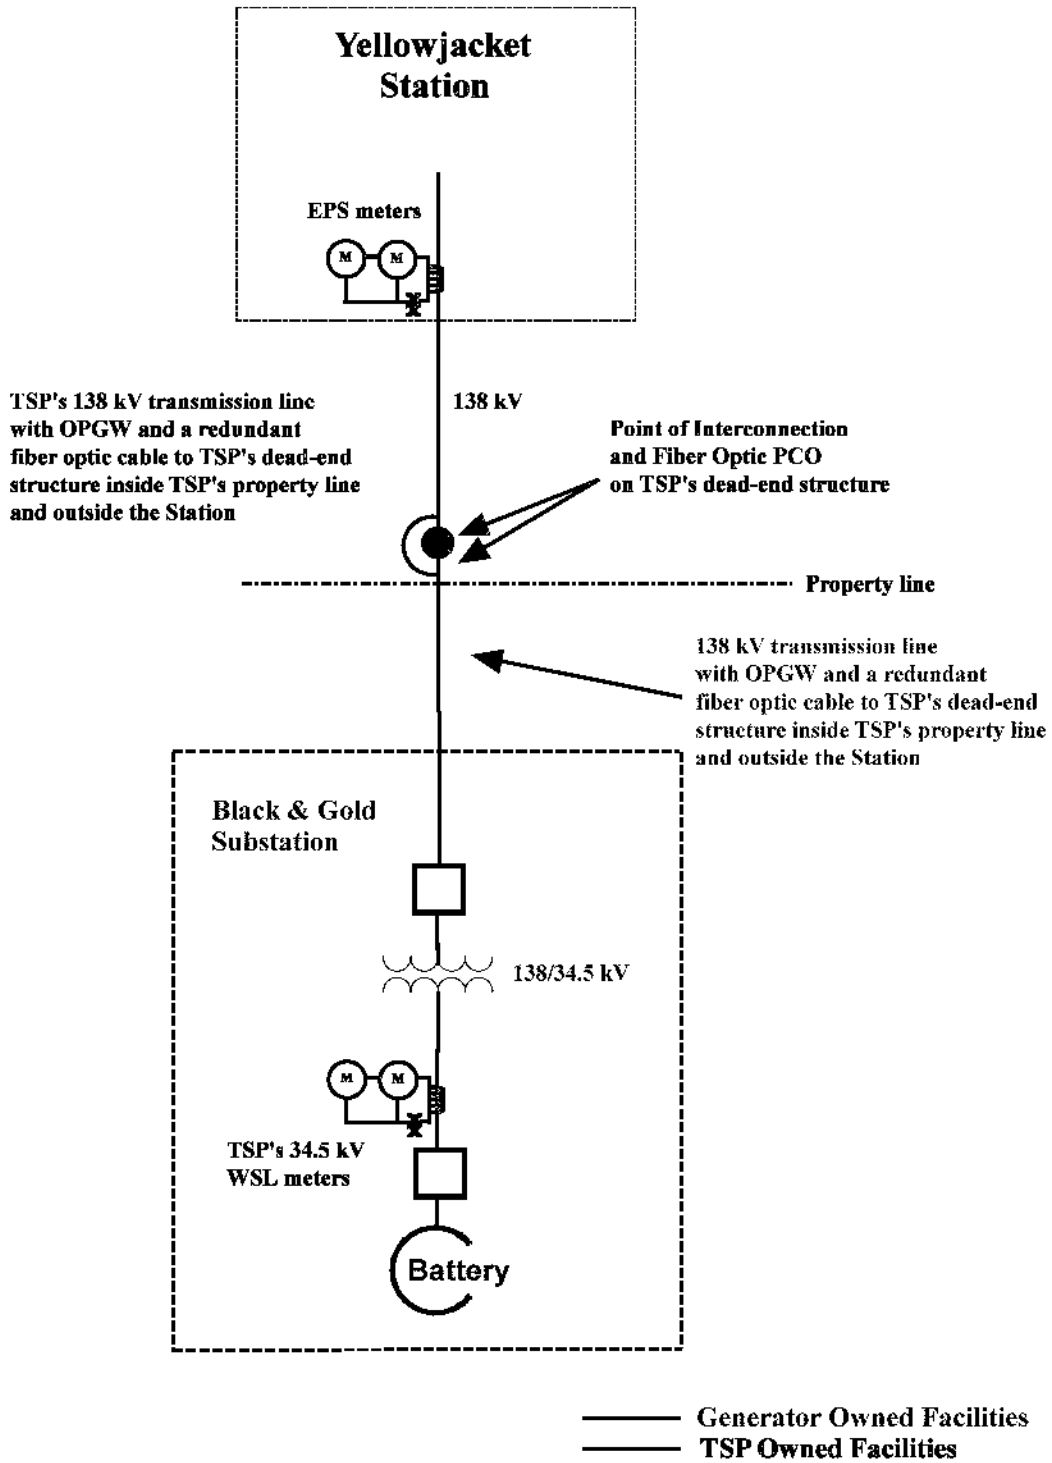 Yellowjacket
Station
EPS meters
M M
TSP's 138 kV transmission line
with OPGW and a redundant
fiber optic cable to TSP's dead-end
structure inside TSP's property line
and outside the Station
138 kV
Point of Interconnection
and Fiber Optic PCO
on TSP's dead-end structure
Property line
138 kV transmission line
with OPGW and a redundant
fiber optic cable to TSP's dead-end
structure inside TSP's property line
and outside the Station
Black & Gold
Substation
138/34.5 kV
M M
TSP's 34.5 kV
WSL meters
Battery
Generator Owned Facilities
TSP Owned Facilities